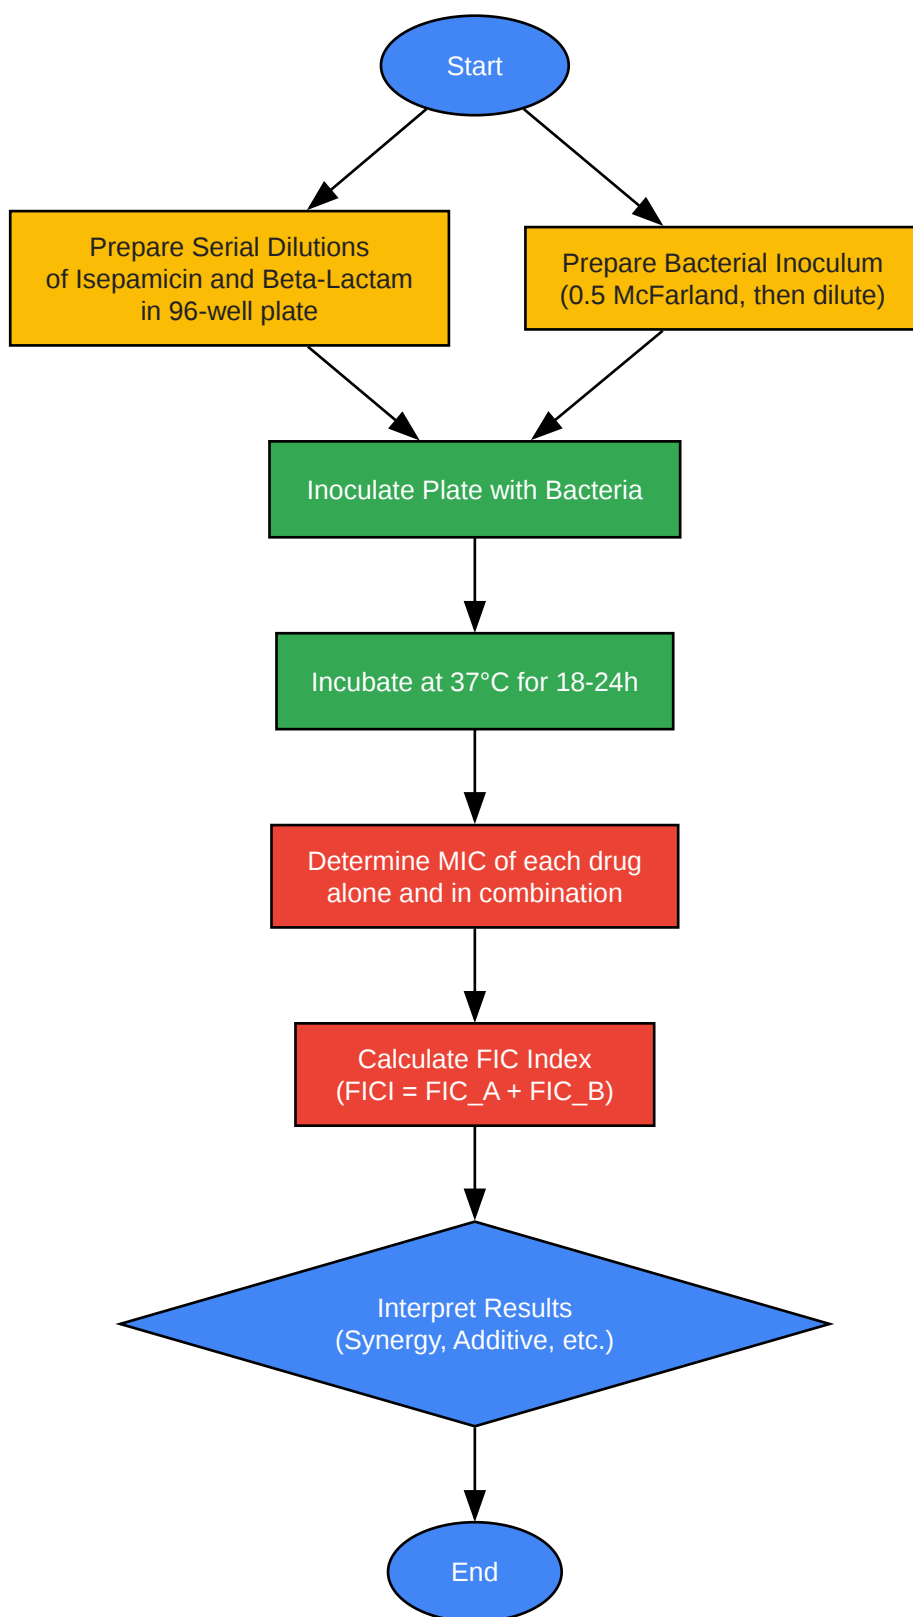 Start
Prepare Serial Dilutions
of Isepamicin and Beta-Lactam
in 96-well plate
Prepare Bacterial Inoculum
(0.5 McFarland, then dilute)
Inoculate Plate with Bacteria
Incubate at 37°C for 18-24h
Determine MIC of each drug
alone and in combination
Calculate FIC Index
(FICI = FIC_A + FIC_B)
Interpret Results
(Synergy, Additive, etc.)
End